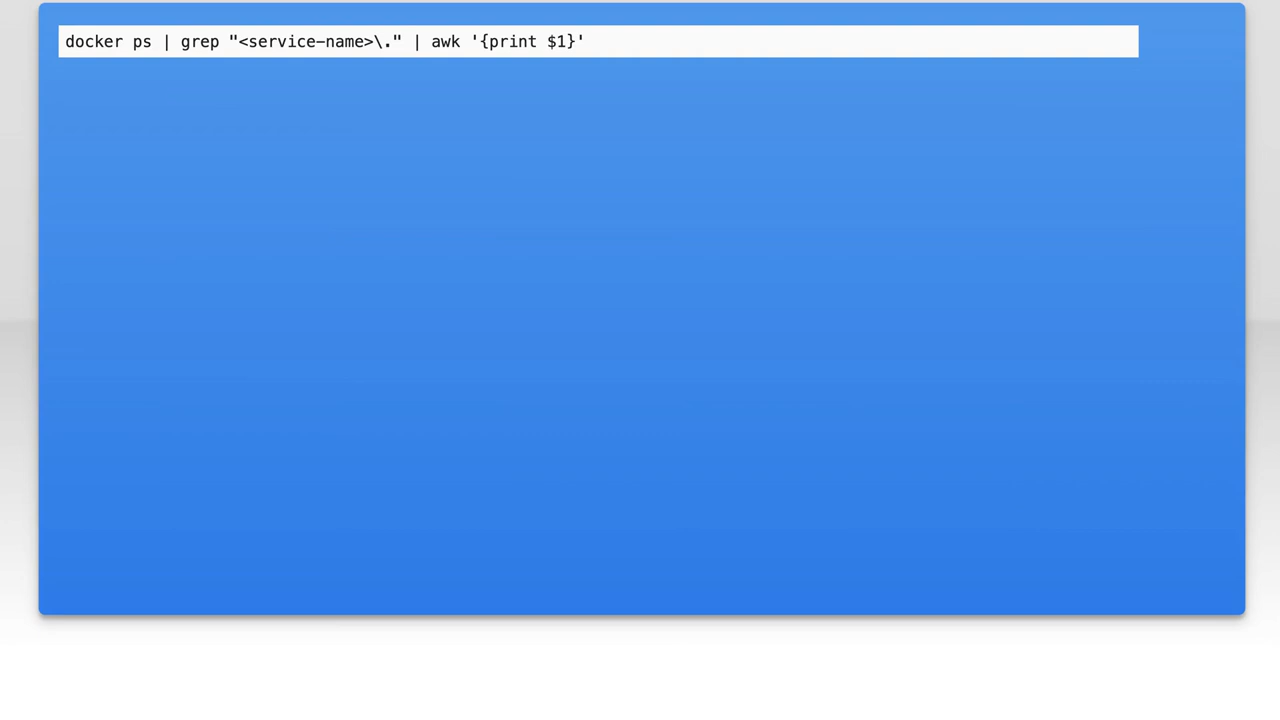 docker ps | grep "<service-name>\." | awk '{print $1}'